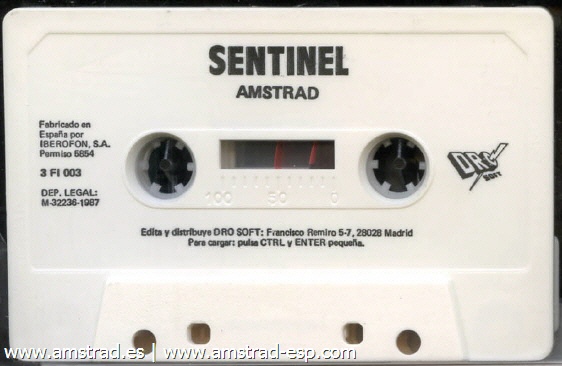 SENTINEL
AMSTRAD
Fabricado en
España por
IBEROFON, S.A.
Permiso 5854
3 FI 003
DEP. LEGAL:
M-32236-1987
100 50 0
DRO
SOFT
Edita y distribuye DRO SOFT: Francisco Remiro 5-7, 28028 Madrid
Para cargar: pulsa CTRL y ENTER pequeña.
www.amstrad.es | www.amstrad-esp.com